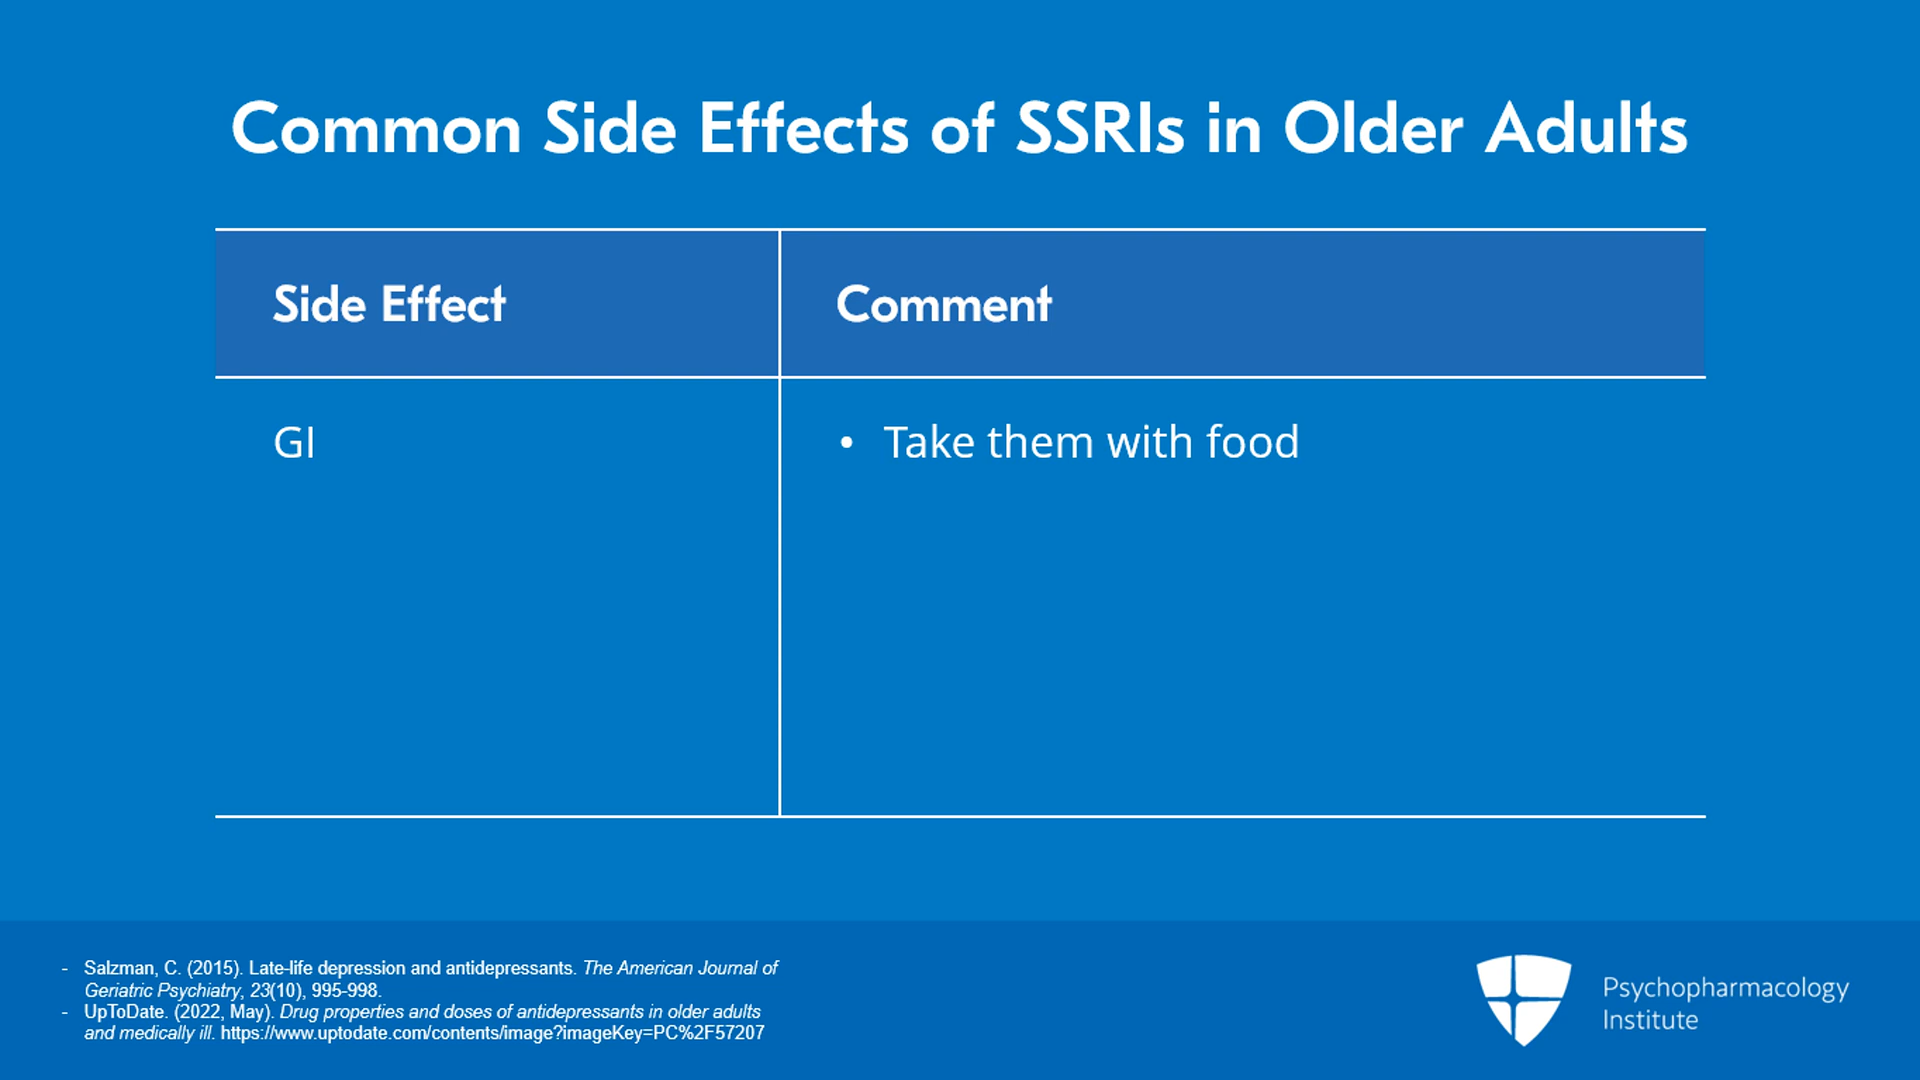 Common Side Effects of SSRIs in Older Adults
Side Effect
Comment
GI
• Take them with food
- Salzman, C. (2015). Late-life depression and antidepressants. The American Journal of
Geriatric Psychiatry, 23(10), 995-998.
- UpToDate. (2022, May). Drug properties and doses of antidepressants in older adults
and medically ill. https://www.uptodate.com/contents/image?imageKey=PC%2F57207
Psychopharmacology
Institute